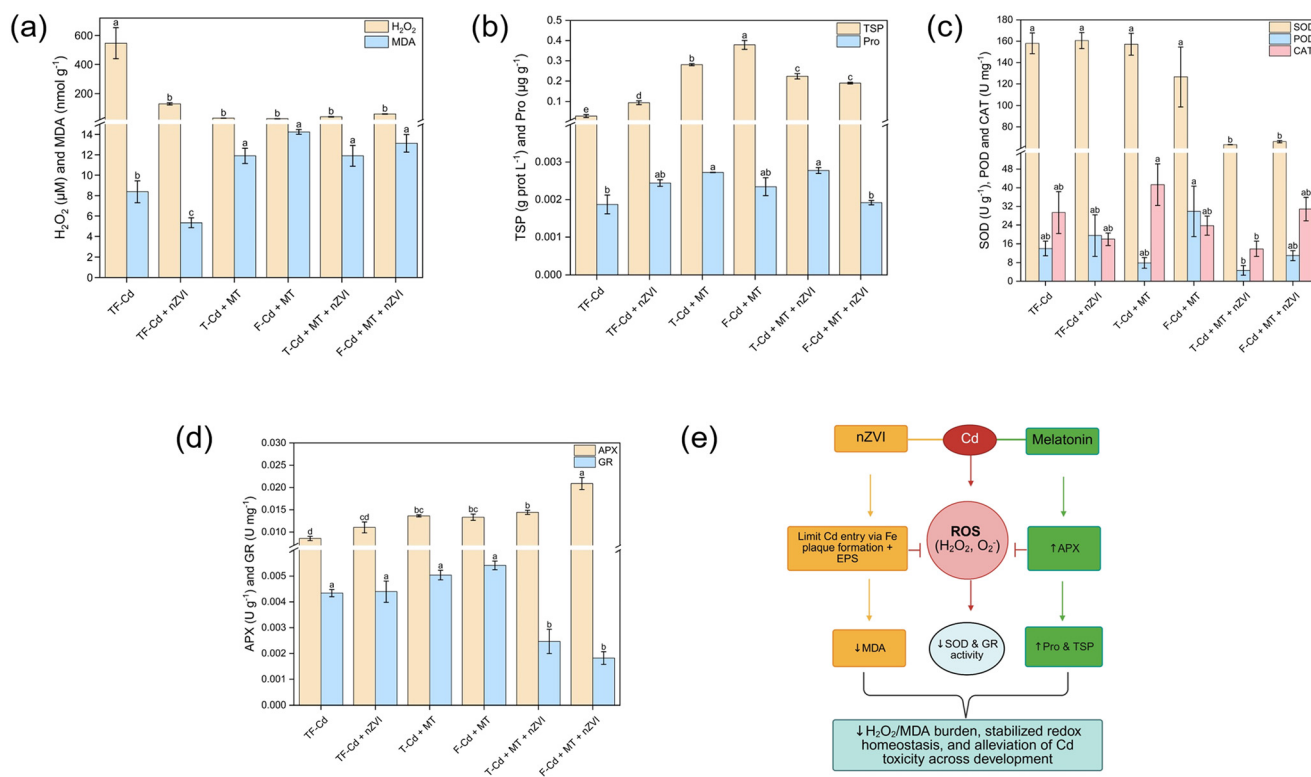 (a)
H₂O₂
MDA
H₂O₂ (µM) and MDA (nmol g⁻¹)
600
400
200
14
12
10
8
6
4
2
0
a
b
b
c
b
a
b
a
b
a
b
a
TF-Cd
TF-Cd + nZVI
T-Cd + MT
F-Cd + MT
T-Cd + MT + nZVI
F-Cd + MT + nZVI
(b)
TSP
Pro
TSP (g prot L⁻¹) and Pro (µg g⁻¹)
0.5
0.4
0.3
0.2
0.1
0.003
0.002
0.001
0.000
e
b
d
ab
b
a
a
ab
c
a
c
b
TF-Cd
TF-Cd + nZVI
T-Cd + MT
F-Cd + MT
T-Cd + MT + nZVI
F-Cd + MT + nZVI
(c)
SOD
POD
CAT
SOD (U g⁻¹), POD and CAT (U mg⁻¹)
180
160
140
120
100
80
60
48
40
32
24
16
8
0
a
ab
ab
a
ab
ab
a
ab
a
a
a
ab
b
b
b
b
ab
ab
TF-Cd
TF-Cd + nZVI
T-Cd + MT
F-Cd + MT
T-Cd + MT + nZVI
F-Cd + MT + nZVI
(d)
APX
GR
APX (U g⁻¹) and GR (U mg⁻¹)
0.030
0.025
0.020
0.015
0.010
0.005
0.004
0.003
0.002
0.001
0.000
d
a
cd
a
bc
a
bc
a
b
b
a
b
TF-Cd
TF-Cd + nZVI
T-Cd + MT
F-Cd + MT
T-Cd + MT + nZVI
F-Cd + MT + nZVI
(e)
nZVI
Cd
Melatonin
Limit Cd entry via Fe
plaque formation +
EPS
ROS
(H₂O₂, O₂⁻)
↑APX
↓MDA
↓SOD & GR
activity
↑Pro & TSP
↓H₂O₂/MDA burden, stabilized redox
homeostasis, and alleviation of Cd
toxicity across development